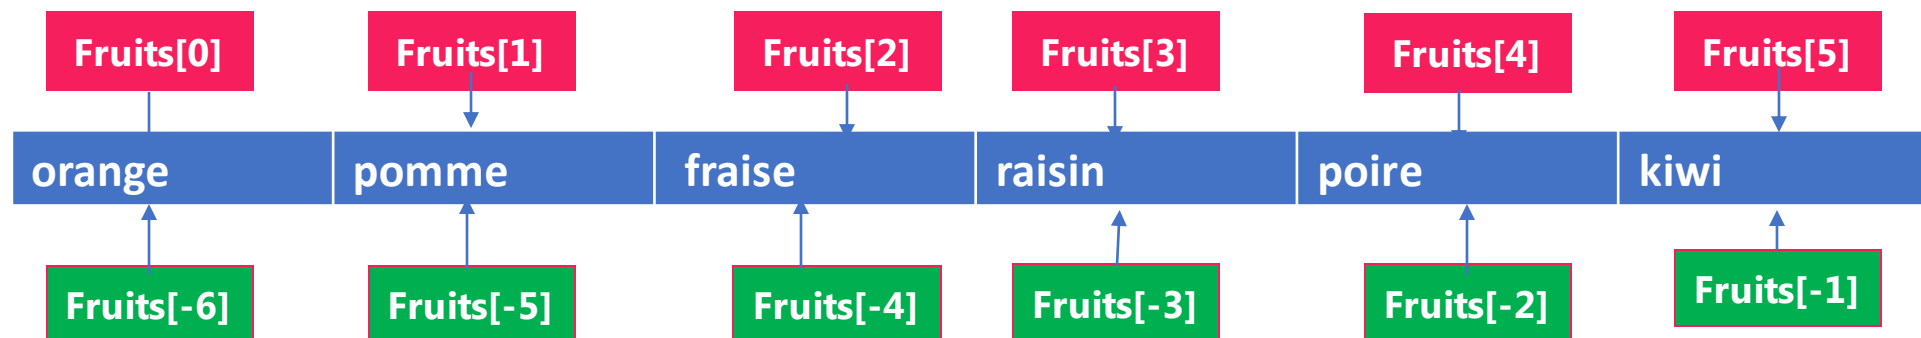 Fruits[0] Fruits[1] Fruits[2] Fruits[3] Fruits[4] Fruits[5]
orange pomme fraise raisin poire kiwi
Fruits[-6] Fruits[-5] Fruits[-4] Fruits[-3] Fruits[-2] Fruits[-1]